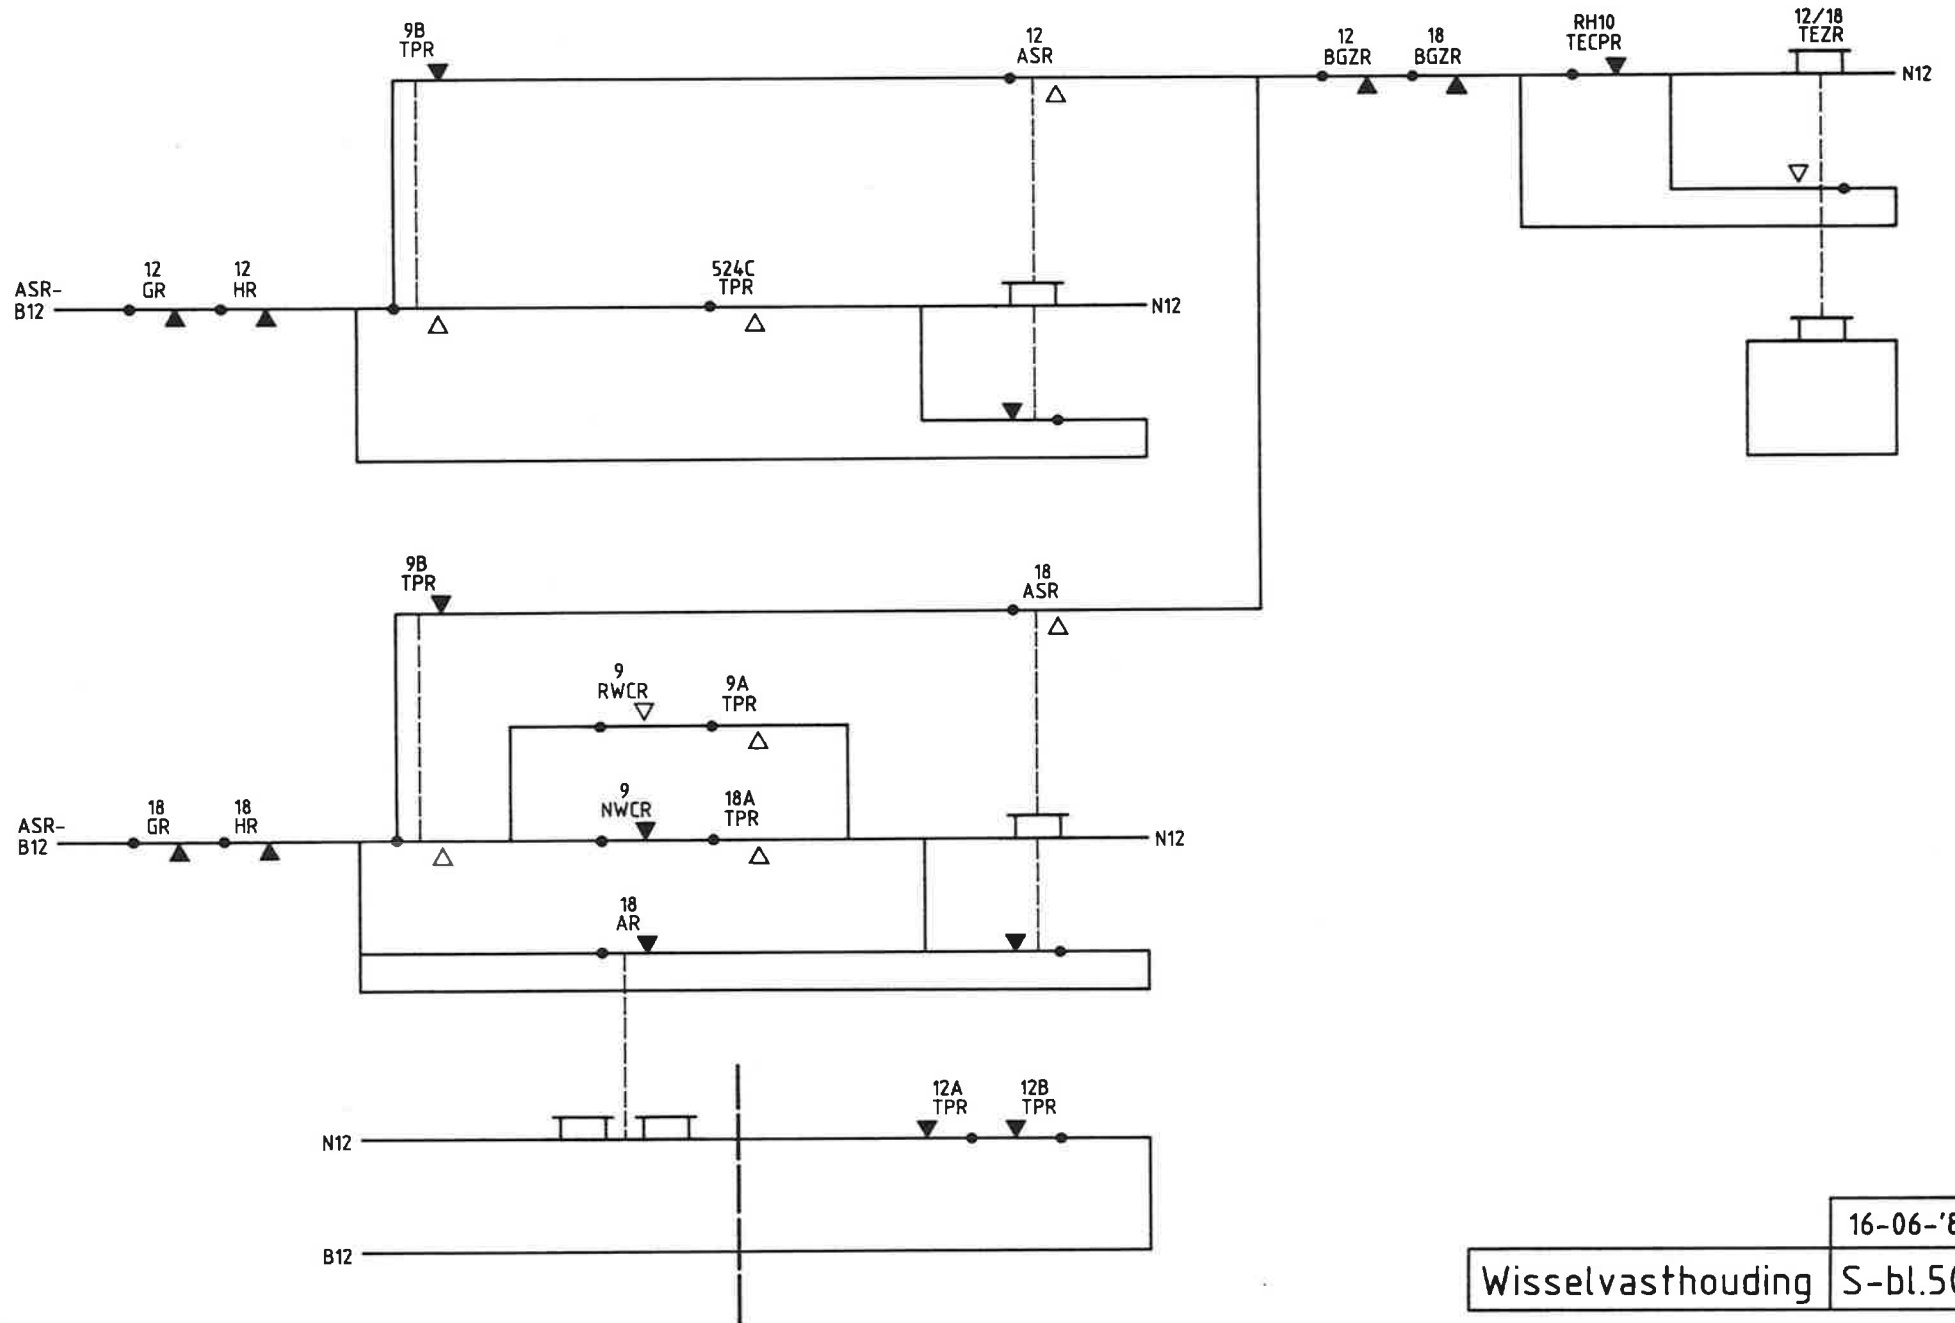 9B
TPR
12
ASR
12
BGZR
18
BGZR
RH10
TECPR
12/18
TEZR
N12
ASR-
B12
12
GR
12
HR
524C
TPR
N12
9B
TPR
18
ASR
9
RWCR
9A
TPR
ASR-
B12
18
GR
18
HR
9
NWCR
18A
TPR
N12
18
AR
12A
TPR
12B
TPR
N12
B12
16-06-'8
Wisselvasthouding
S-bl.50